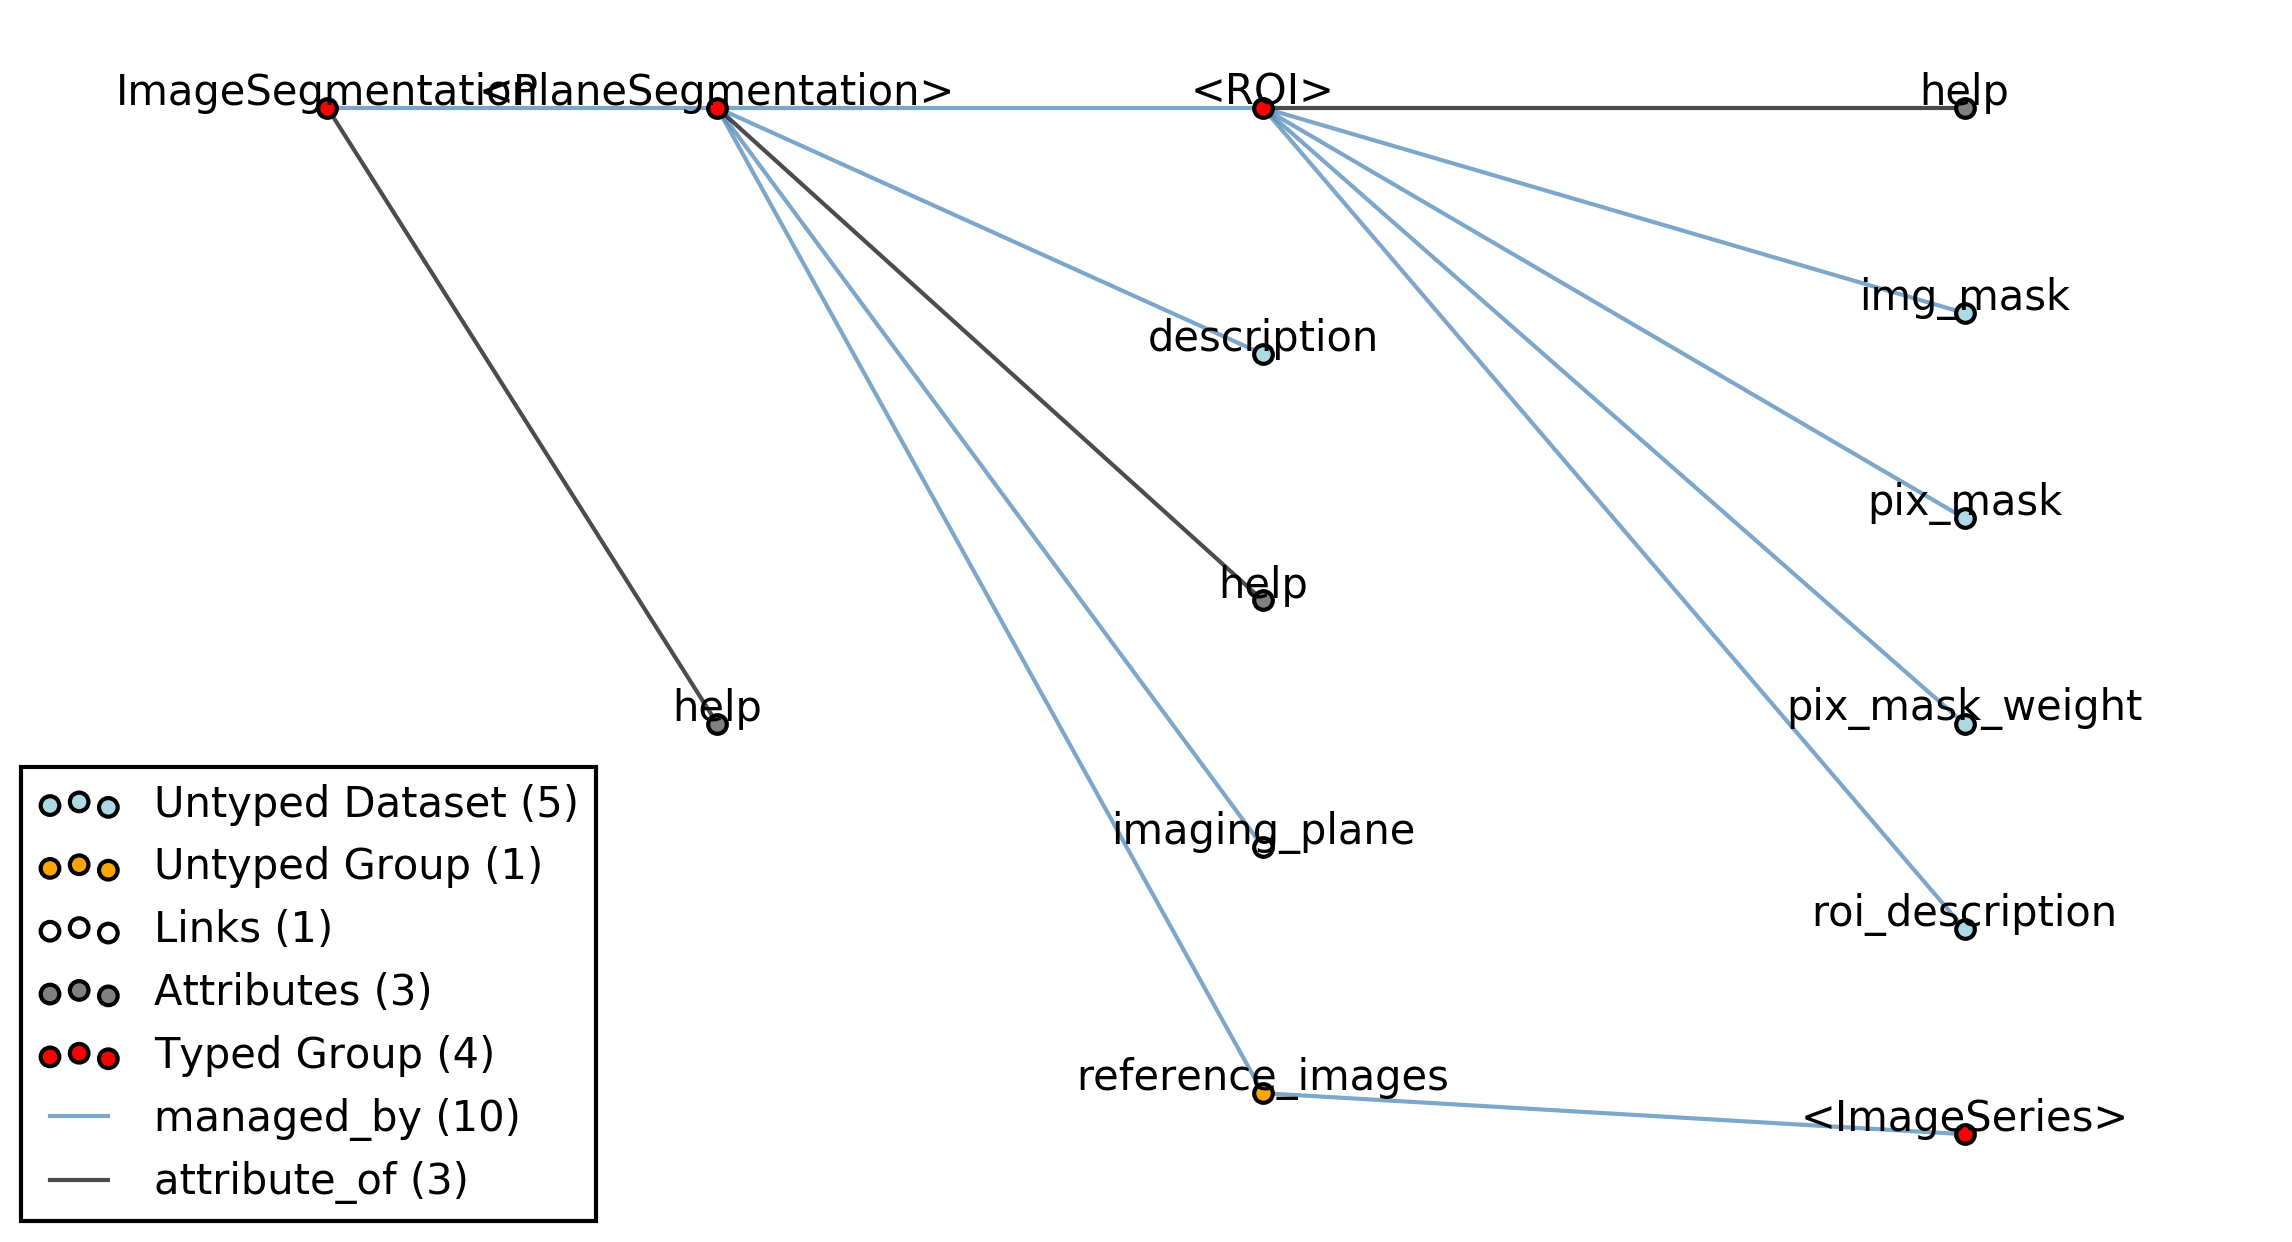 ImageSegmentation
<PlaneSegmentation>
<ROI>
help
img_mask
description
pix_mask
help
help
pix_mask_weight
imaging_plane
roi_description
reference_images
<ImageSeries>
Untyped Dataset (5)
Untyped Group (1)
Links (1)
Attributes (3)
Typed Group (4)
managed_by (10)
attribute_of (3)